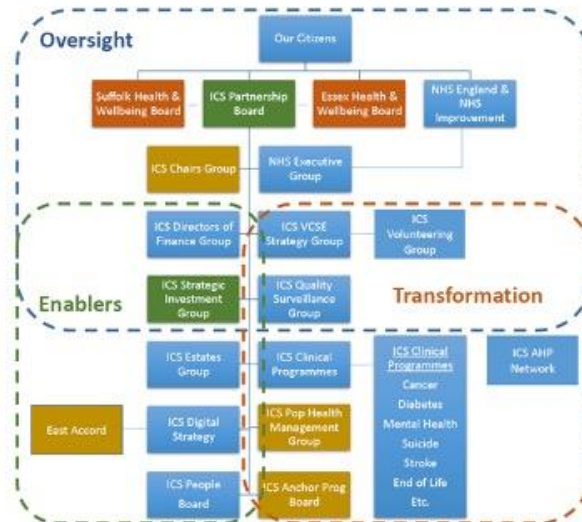 Oversight
Our Citizens
Suffolk Health &
Wellbeing Board
ICS Partnership
Board
Essex Health &
Wellbeing Board
NHS England &
NHS
Improvement
ICS Chairs Group
NHS Executive
Group
ICS Directors of
Finance Group
ICS VCSE
Strategy Group
ICS
Volunteering
Group
Enablers
ICS Strategic
Investment
Group
ICS Quality
Surveillance
Group
Transformation
ICS Estates
Group
ICS Clinical
Programmes
ICS Clinical
Programmes
Cancer
Diabetes
Mental Health
Suicide
Stroke
End of Life
Etc.
ICS AHP
Network
East Accord
ICS Digital
Strategy
ICS Pop Health
Management
Group
ICS People
Board
ICS Anchor Prog
Board